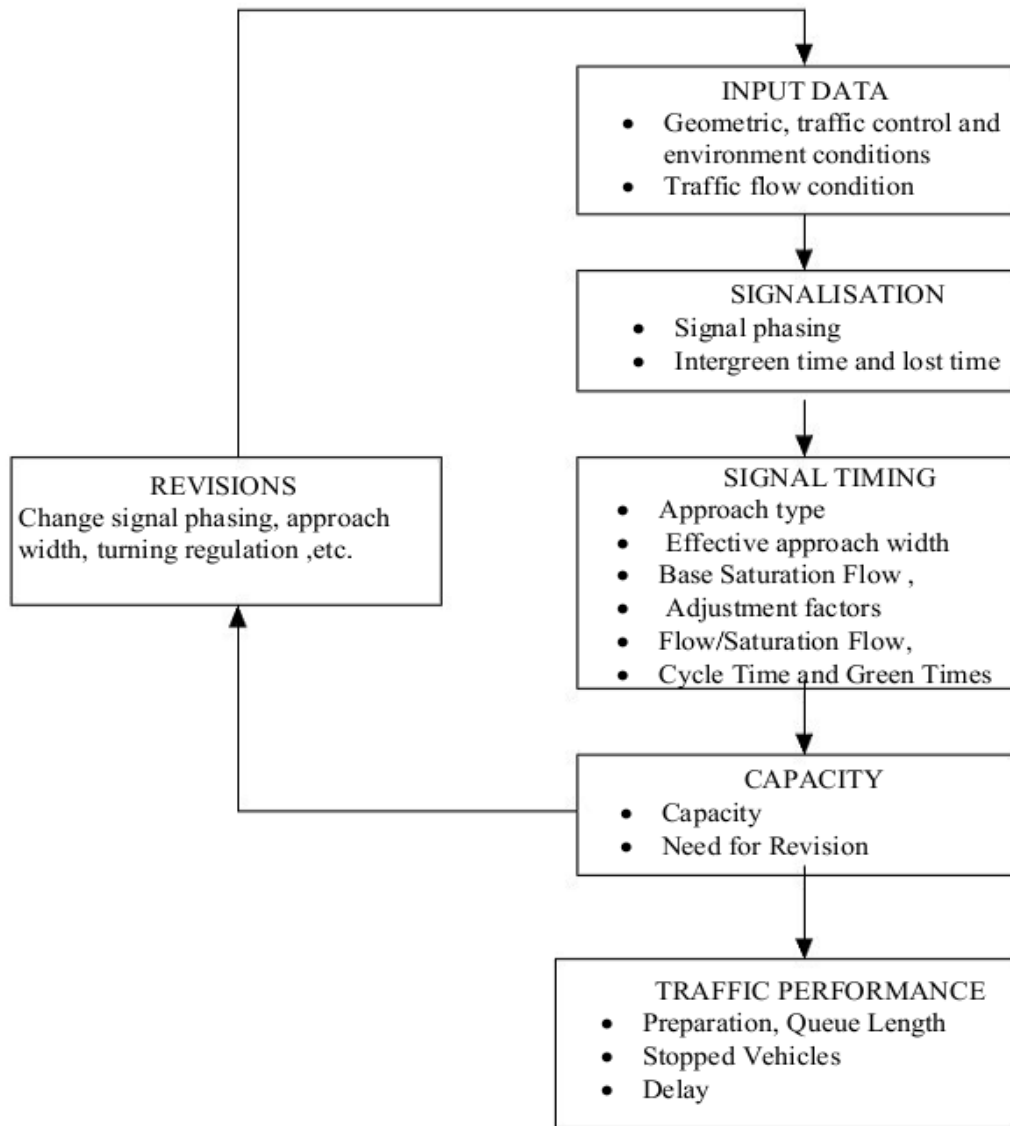 INPUT DATA
• Geometric, traffic control and
environment conditions
• Traffic flow condition
SIGNALISATION
• Signal phasing
• Intergreen time and lost time
REVISIONS
Change signal phasing, approach
width, turning regulation ,etc.
SIGNAL TIMING
• Approach type
• Effective approach width
• Base Saturation Flow ,
• Adjustment factors
• Flow/Saturation Flow,
• Cycle Time and Green Times
CAPACITY
• Capacity
• Need for Revision
TRAFFIC PERFORMANCE
• Preparation, Queue Length
• Stopped Vehicles
• Delay